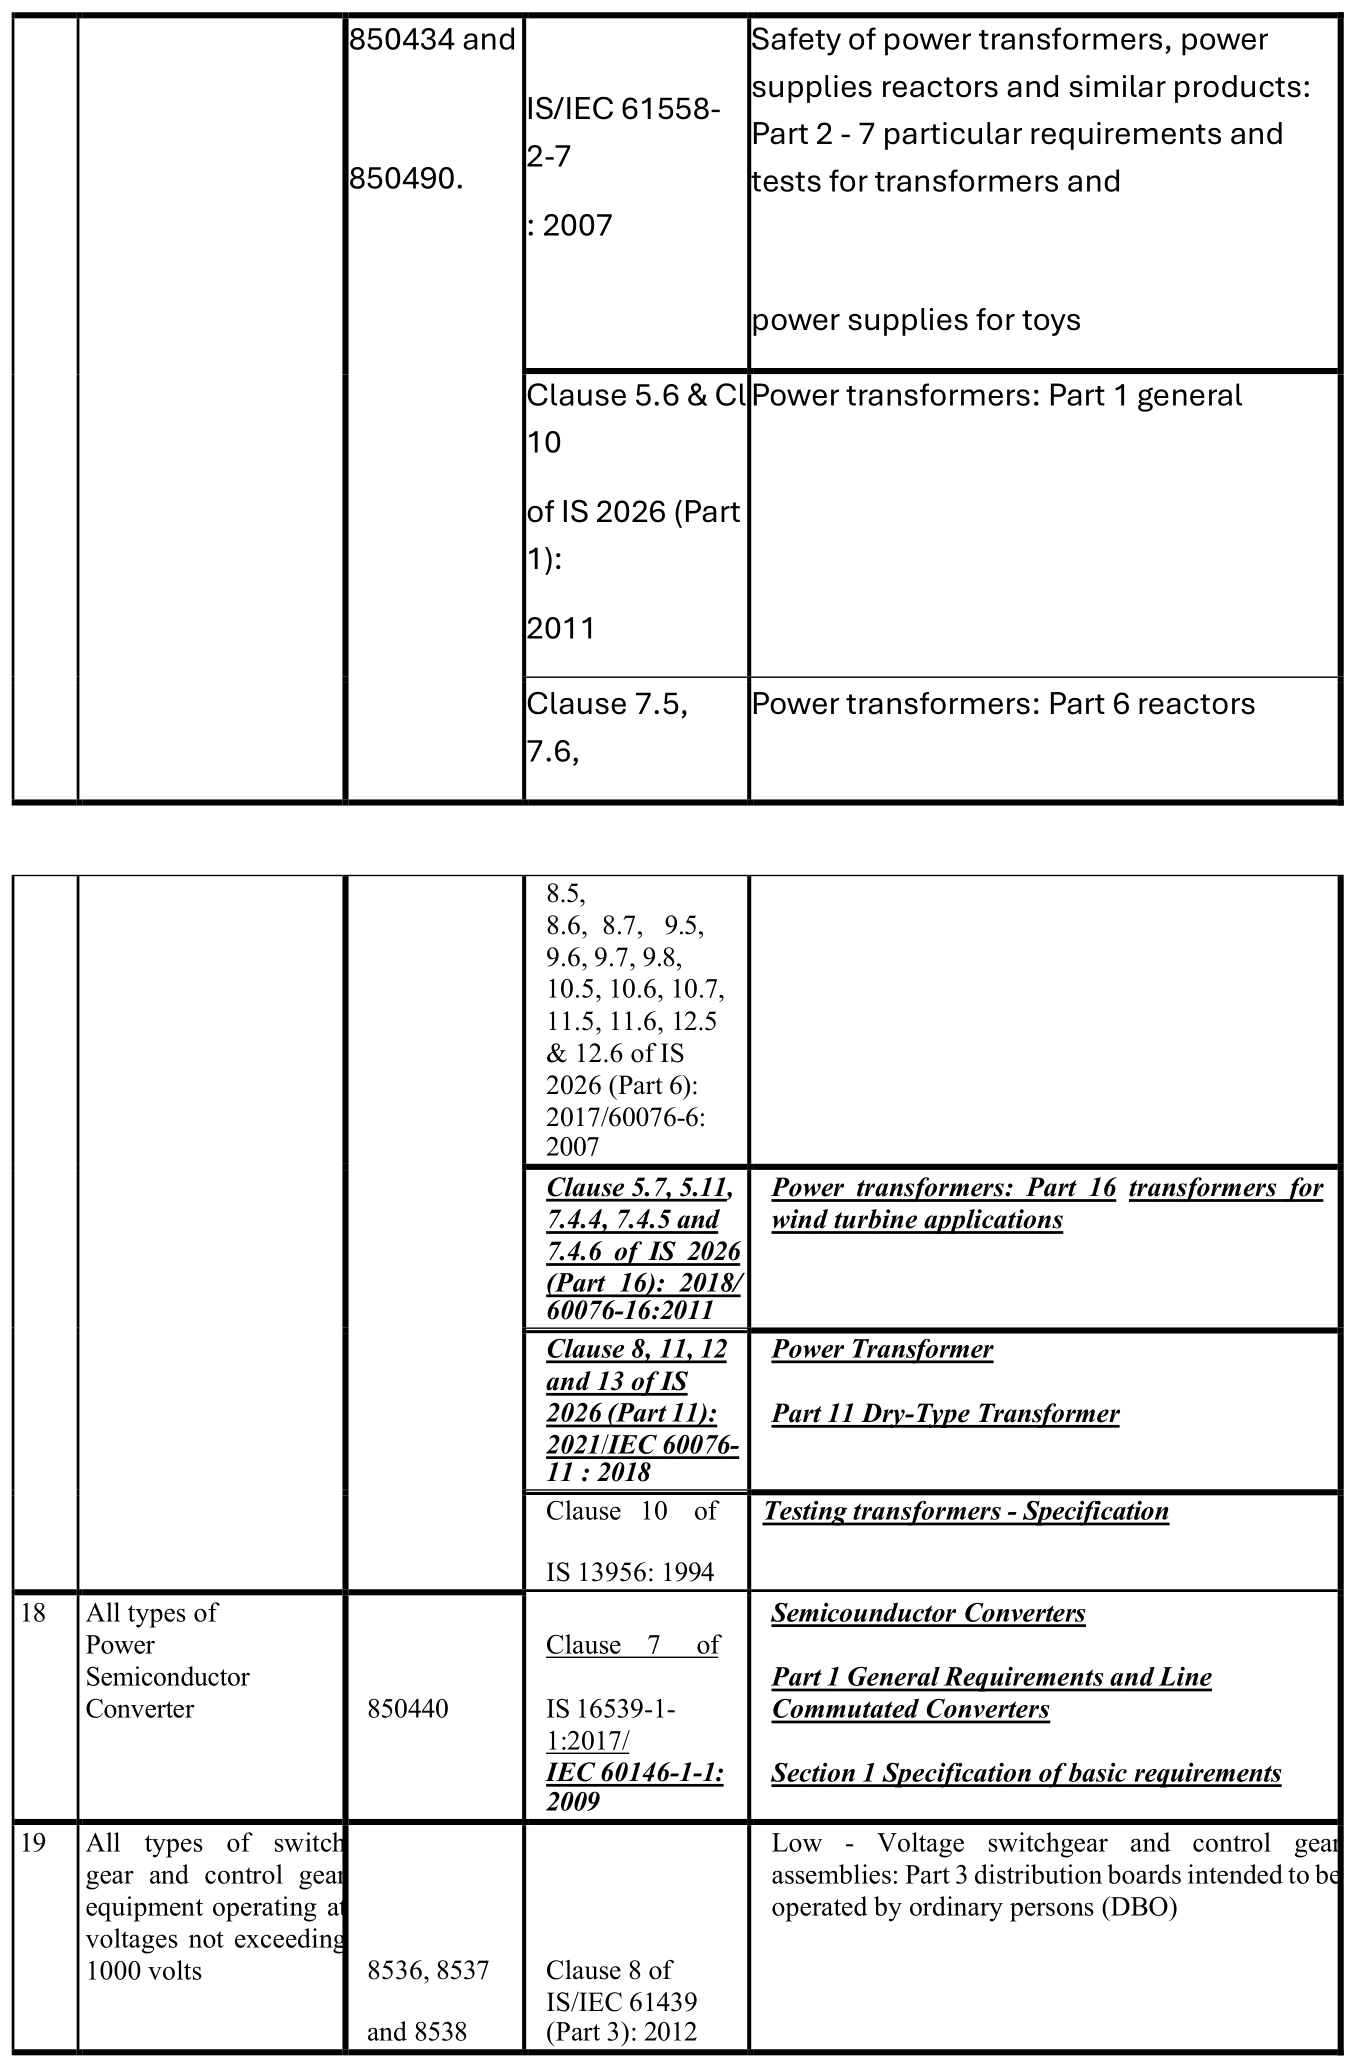 850434 and
850490.
IS/IEC 61558-
2-7
: 2007
Safety of power transformers, power
supplies reactors and similar products:
Part 2 - 7 particular requirements and
tests for transformers and
power supplies for toys
Clause 5.6 & Cl
10
of IS 2026 (Part
1):
2011
Power transformers: Part 1 general
Clause 7.5,
7.6,
Power transformers: Part 6 reactors
8.5,
8.6, 8.7, 9.5,
9.6, 9.7, 9.8,
10.5, 10.6, 10.7,
11.5, 11.6, 12.5
& 12.6 of IS
2026 (Part 6):
2017/60076-6:
2007
Clause 5.7, 5.11,
7.4.4, 7.4.5 and
7.4.6 of IS 2026
(Part 16): 2018/
60076-16:2011
Power transformers: Part 16 transformers for
wind turbine applications
Clause 8, 11, 12
and 13 of IS
2026 (Part 11):
2021/IEC 60076-
11 : 2018
Power Transformer
Part 11 Dry-Type Transformer
Clause 10 of
IS 13956: 1994
Testing transformers - Specification
18
All types of
Power
Semiconductor
Converter
850440
Clause 7 of
IS 16539-1-
1:2017/
IEC 60146-1-1:
2009
Semicounductor Converters
Part 1 General Requirements and Line
Commutated Converters
Section 1 Specification of basic requirements
19
All types of switch
gear and control gear
equipment operating at
voltages not exceeding
1000 volts
8536, 8537
and 8538
Clause 8 of
IS/IEC 61439
(Part 3): 2012
Low - Voltage switchgear and control gear
assemblies: Part 3 distribution boards intended to be
operated by ordinary persons (DBO)